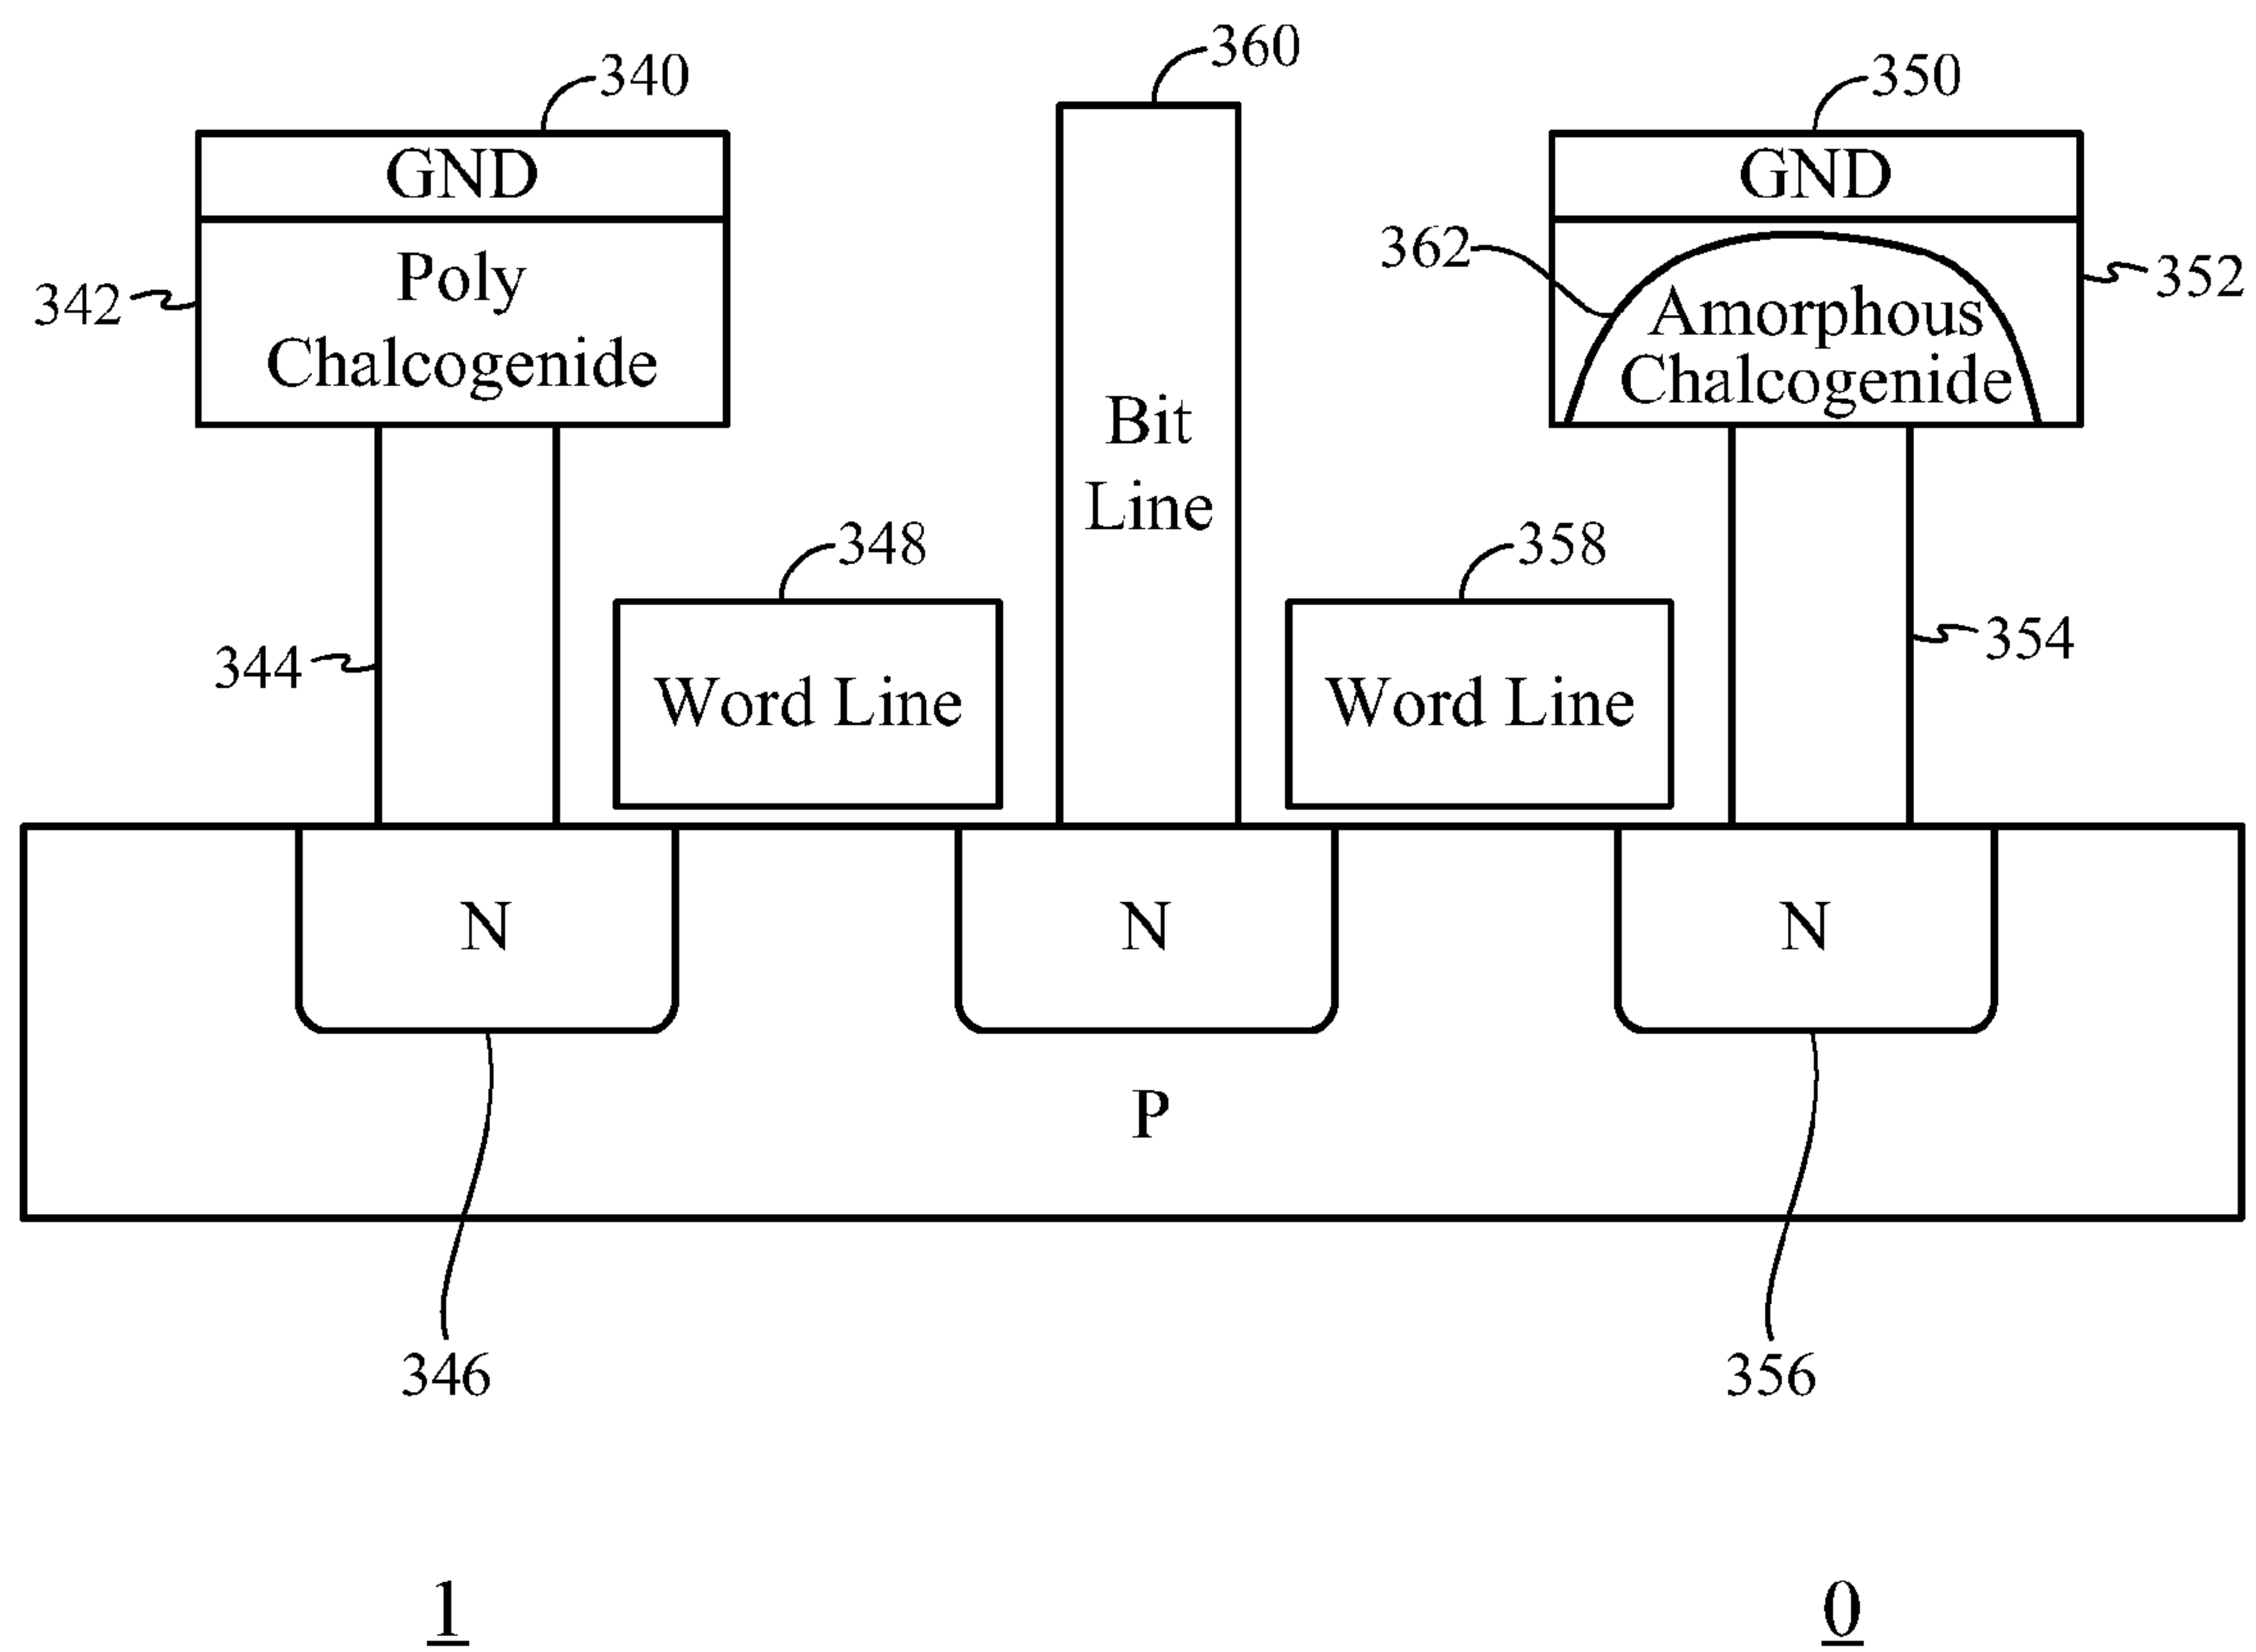 360
340
350
GND
GND
362
352
342
Poly
Chalcogenide
Amorphous
Chalcogenide
Bit
Line
348
358
344
354
Word Line
Word Line
N
N
N
P
346
356
1
0